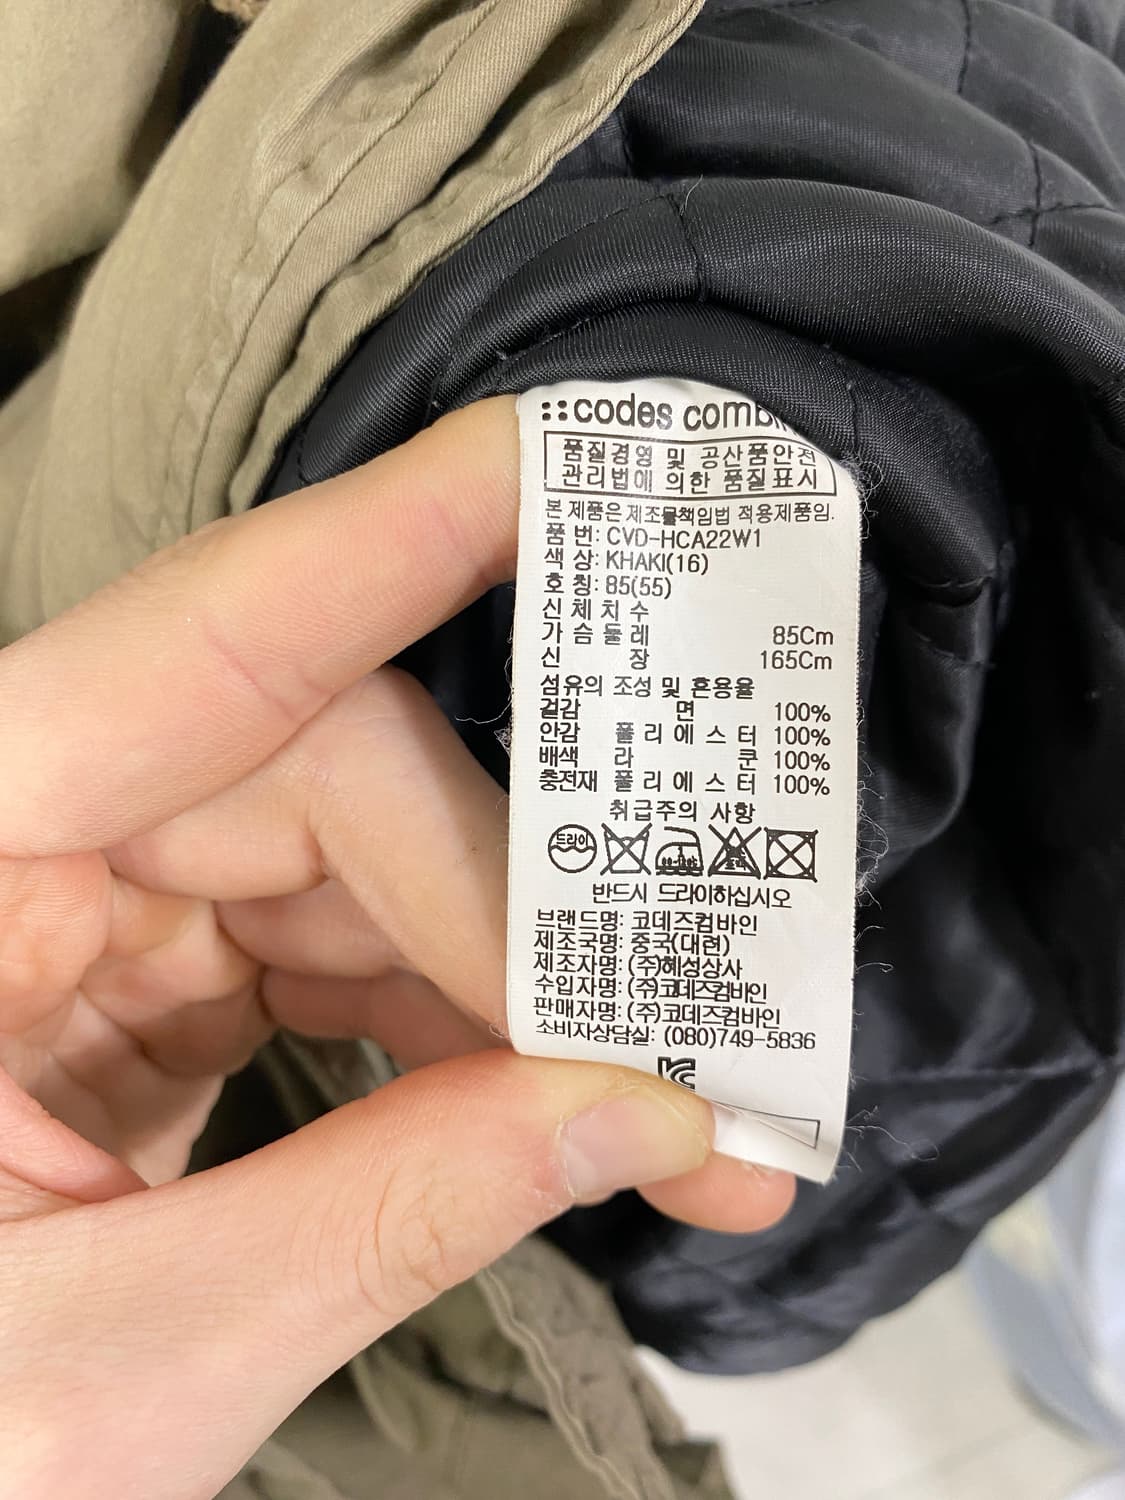 codes
품질경영 및 공산품안전
관리법에 의한 품질표시
본 제품은 제조물책임법 적용제품임.
품 번: CVD-HCA22W1
색 상: KHAKI(16)
호 칭: 85(55)
신 체 치 수
가 슴 둘 레 85Cm
신 장 165Cm
섬유의 조성 및 혼용율
겉감 면 100%
안감 폴 리 에 스 터 100%
배색 라 쿤 100%
충전재 폴 리 에 스 터 100%
취급주의 사항
드라이
반드시 드라이하십시오
브랜드명: 코데즈컴바인
제조국명: 중국(대련)
제조자명: (주)혜성상사
수입자명: (주)코데즈컴바인
판매자명: (주)코데즈컴바인
소비자상담실: (080)749-5836